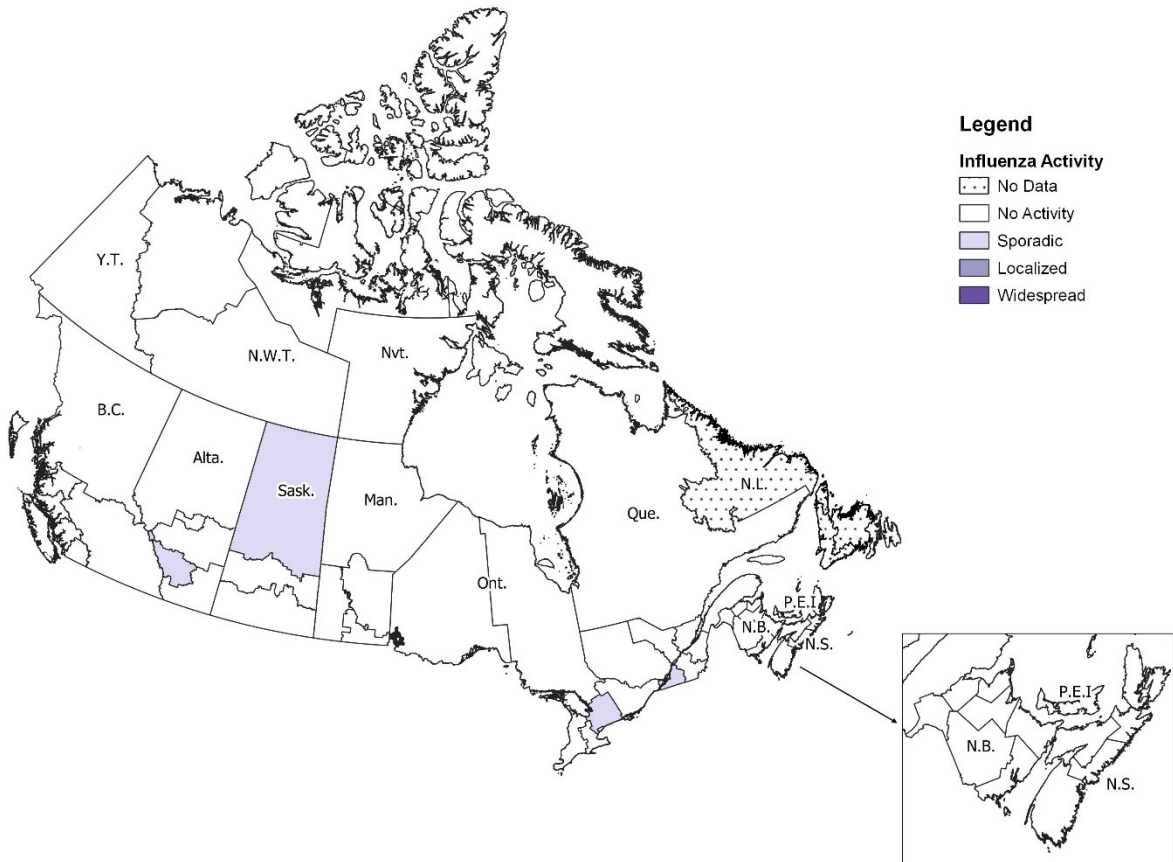 Legend
Influenza Activity
No Data
No Activity
Sporadic
Localized
Widespread
Y.T.
N.W.T.
Nvt.
B.C.
Alta.
Sask.
Man.
Ont.
Que.
N.L.
P.E.I
N.B.
N.S.
P.E.I
N.B.
N.S.